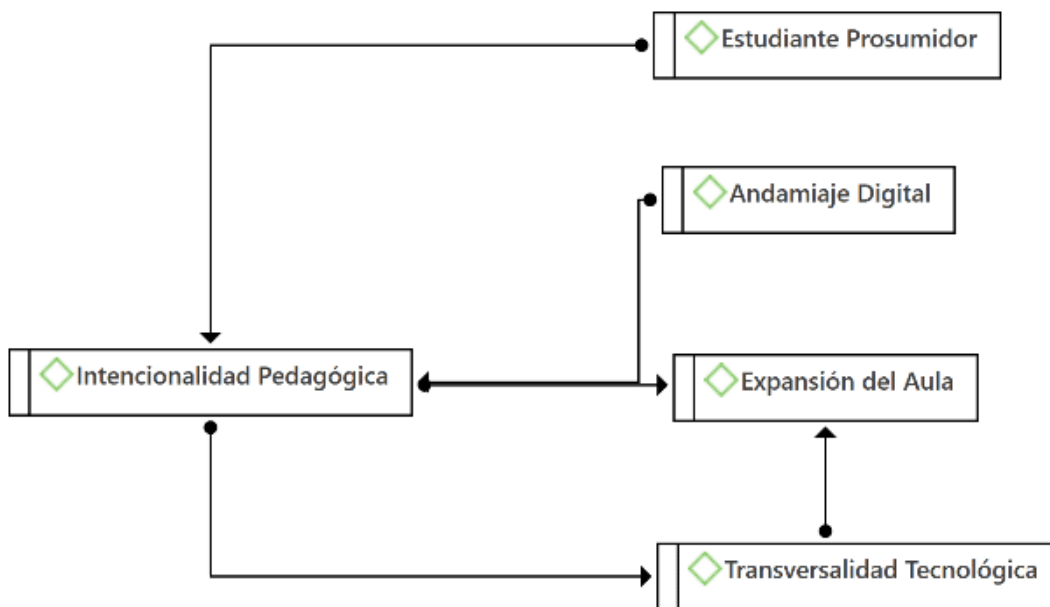 Estudiante Prosumidor
Andamiaje Digital
Intencionalidad Pedagógica
Expansión del Aula
Transversalidad Tecnológica